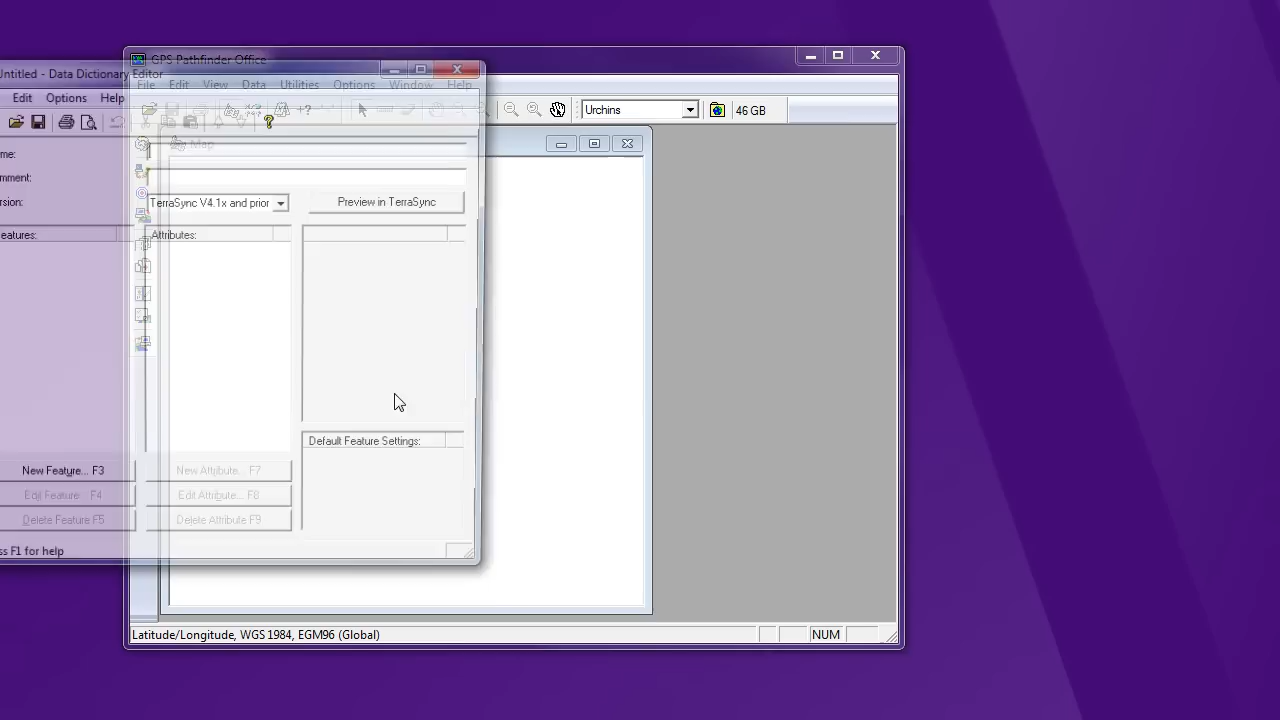 GPS Pathfinder Office
Untitled - Data Dictionary Editor
File Edit View Data Utilities Options Window Help
Edit Options Help
Urchins
46 GB
Map
me:
mment:
rsion:
TerraSync V4.1x and prior
Preview in TerraSync
eatures:
Attributes:
Default Feature Settings:
New Feature... F3
New Attribute... F7
Edit Feature F4
Edit Attribute... F8
Delete Feature F5
Delete Attribute F9
ss F1 for help
Latitude/Longitude, WGS 1984, EGM96 (Global)
NUM